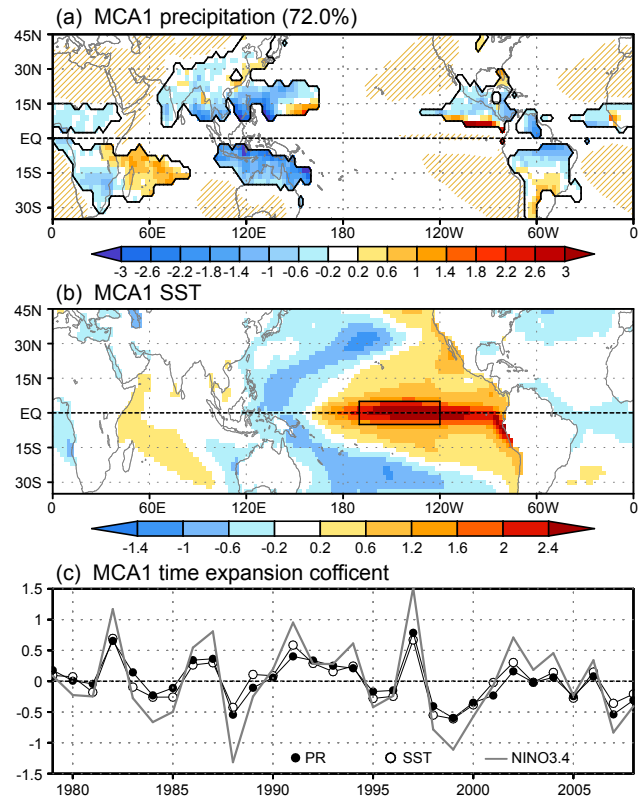 (a) MCA1 precipitation (72.0%)
45N
30N
15N
EQ
15S
30S
0 60E 120E 180 120W 60W 0
-3 -2.6 -2.2 -1.8 -1.4 -1 -0.6 -0.2 0.2 0.6 1 1.4 1.8 2.2 2.6 3
(b) MCA1 SST
45N
30N
15N
EQ
15S
30S
0 60E 120E 180 120W 60W 0
-1.4 -1 -0.6 -0.2 0.2 0.6 1.2 1.6 2 2.4
(c) MCA1 time expansion cofficent
1.5
1
0.5
0
-0.5
-1
-1.5
PR SST NINO3.4
1980 1985 1990 1995 2000 2005